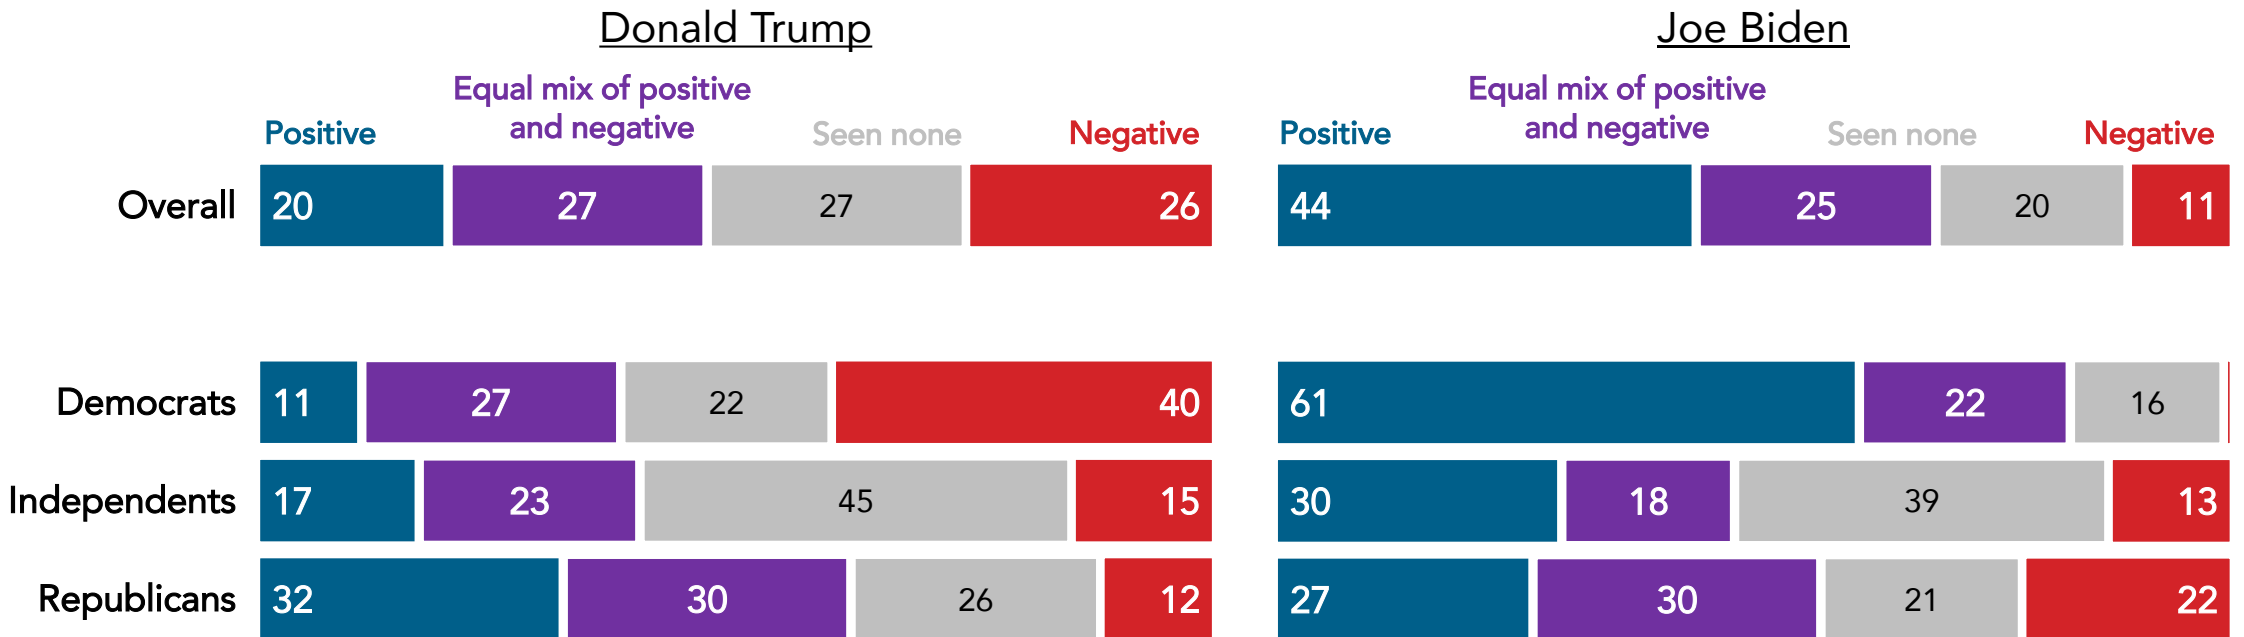 Donald Trump
Joe Biden
Equal mix of positive
and negative
Positive
Seen none
Negative
Equal mix of positive
and negative
Positive
Seen none
Negative
Overall 20 27 27 26 44 25 20 11
Democrats 11 27 22 40 61 22 16
Independents 17 23 45 15 30 18 39 13
Republicans 32 30 26 12 27 30 21 22